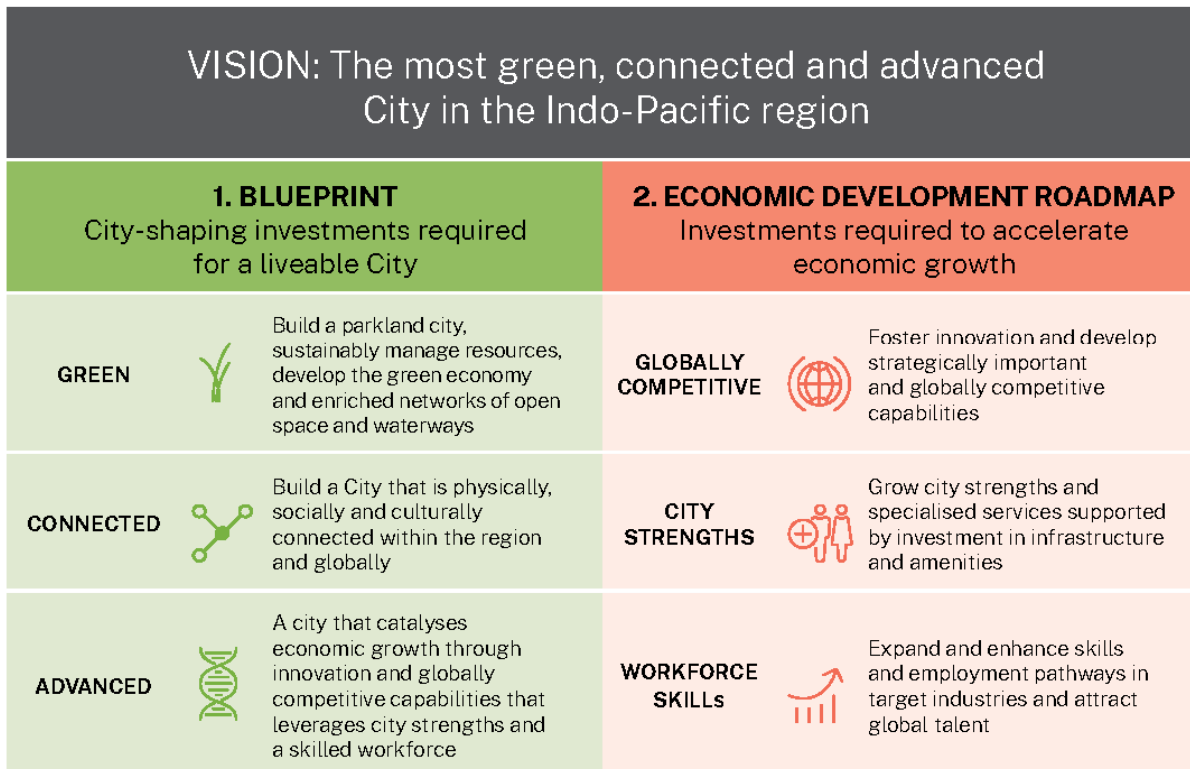 VISION: The most green, connected and advanced
City in the Indo-Pacific region
1. BLUEPRINT
City-shaping investments required
for a liveable City
2. ECONOMIC DEVELOPMENT ROADMAP
Investments required to accelerate
economic growth
GREEN
Build a parkland city,
sustainably manage resources,
develop the green economy
and enriched networks of open
space and waterways
GLOBALLY
COMPETITIVE
Foster innovation and develop
strategically important
and globally competitive
capabilities
CONNECTED
Build a City that is physically,
socially and culturally
connected within the region
and globally
CITY
STRENGTHS
Grow city strengths and
specialised services supported
by investment in infrastructure
and amenities
ADVANCED
A city that catalyses
economic growth through
innovation and globally
competitive capabilities that
leverages city strengths and
a skilled workforce
WORKFORCE
SKILLs
Expand and enhance skills
and employment pathways in
target industries and attract
global talent